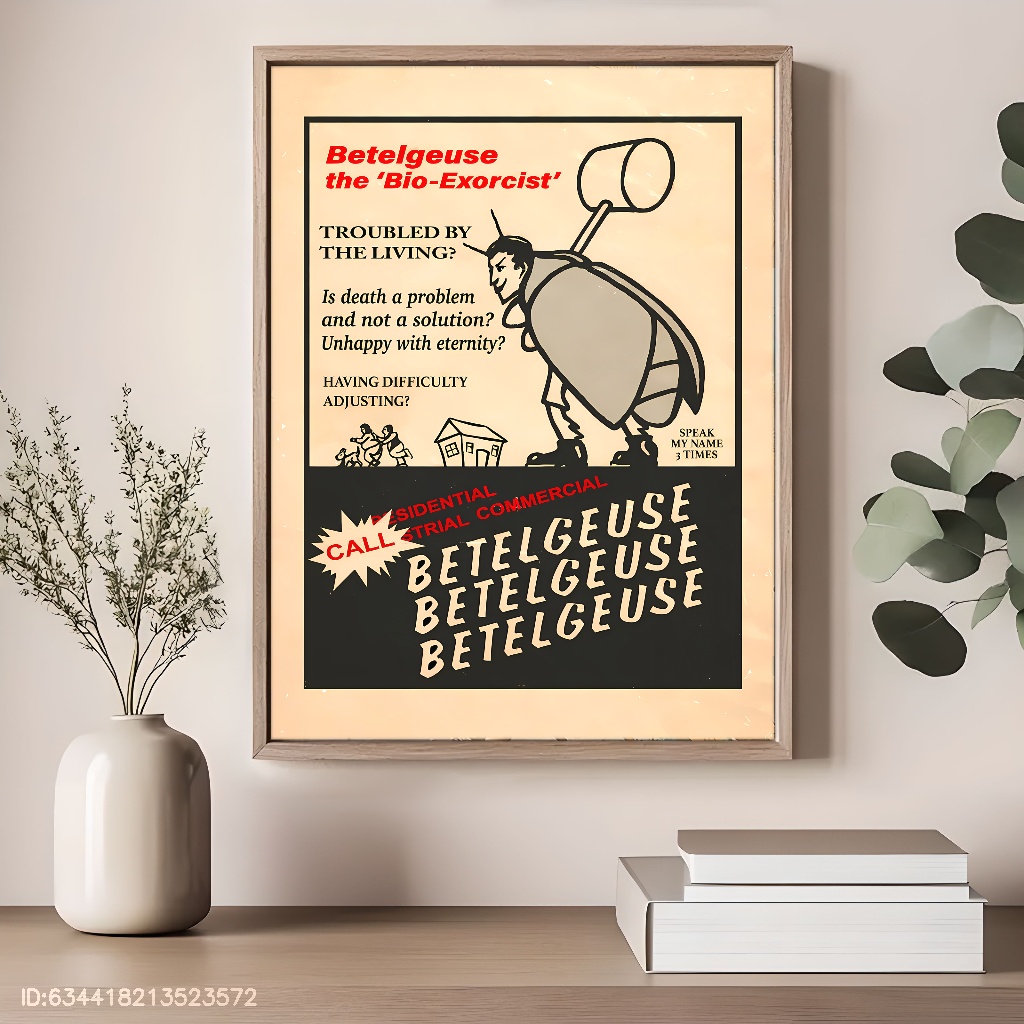 Betelgeuse
the ‘Bio-Exorcist’
TROUBLED BY
THE LIVING?
Is death a problem
and not a solution?
Unhappy with eternity?
HAVING DIFFICULTY
ADJUSTING?
SPEAK
MY NAME
3 TIMES
RESIDENTIAL
STRIAL COMMERCIAL
CALL
BETELGEUSE
BETELGEUSE
BETELGEUSE
ID:634418213523572